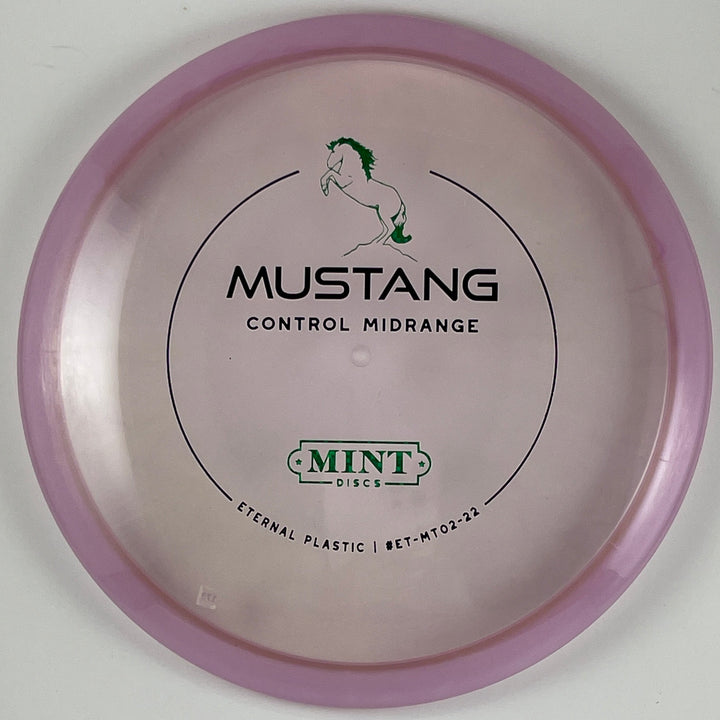 MUSTANG
CONTROL MIDRANGE
MINT
DISCS
ETERNAL PLASTIC | #ET-MT02-22